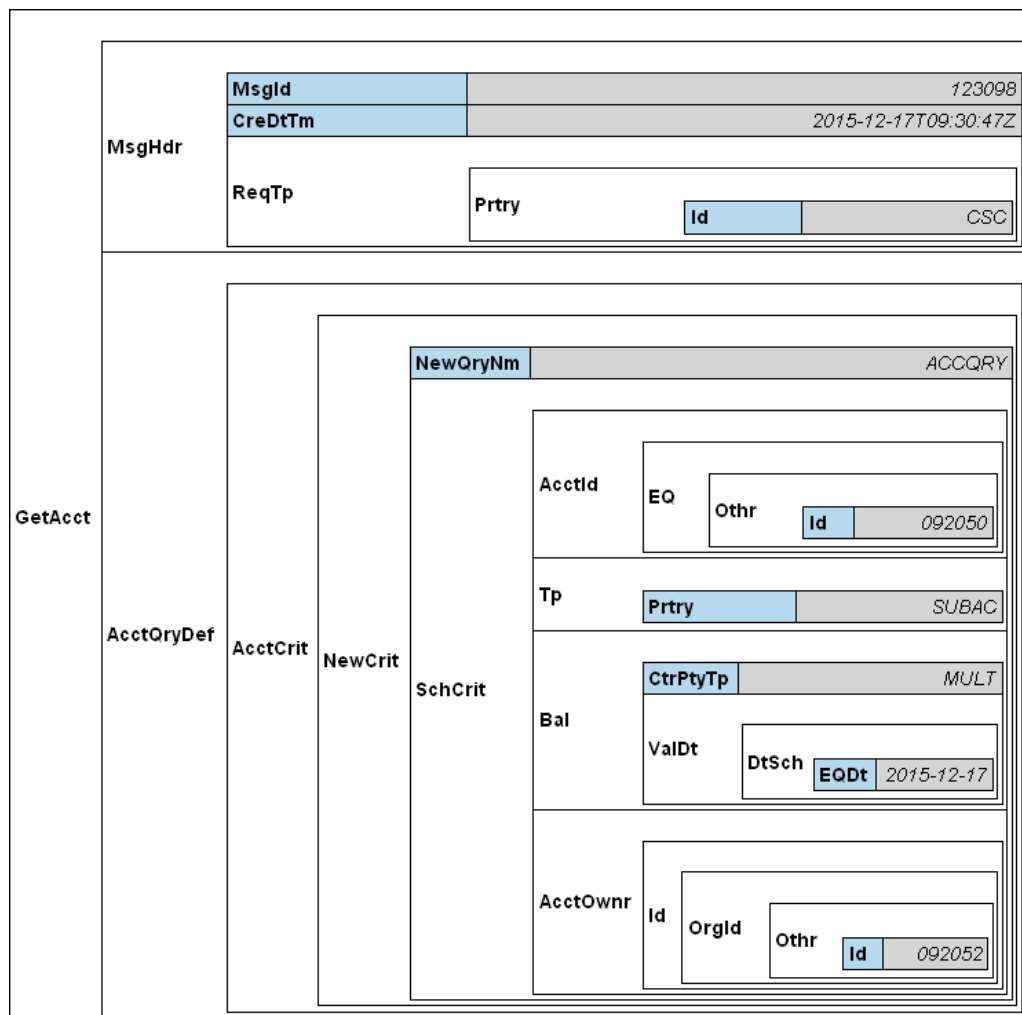 MsgId 123098
CreDtTm 2015-12-17T09:30:47Z
MsgHdr
ReqTp
Prtry
Id CSC
NewQryNm ACCQRY
AcctId
EQ
Othr
Id 092050
GetAcct
Tp
Prtry SUBAC
AcctQryDef
AcctCrit
NewCrit
SchCrit
CtrPtyTp MULT
Bal
ValDt
DtSch
EQDt 2015-12-17
AcctOwnr
Id
OrgId
Othr
Id 092052